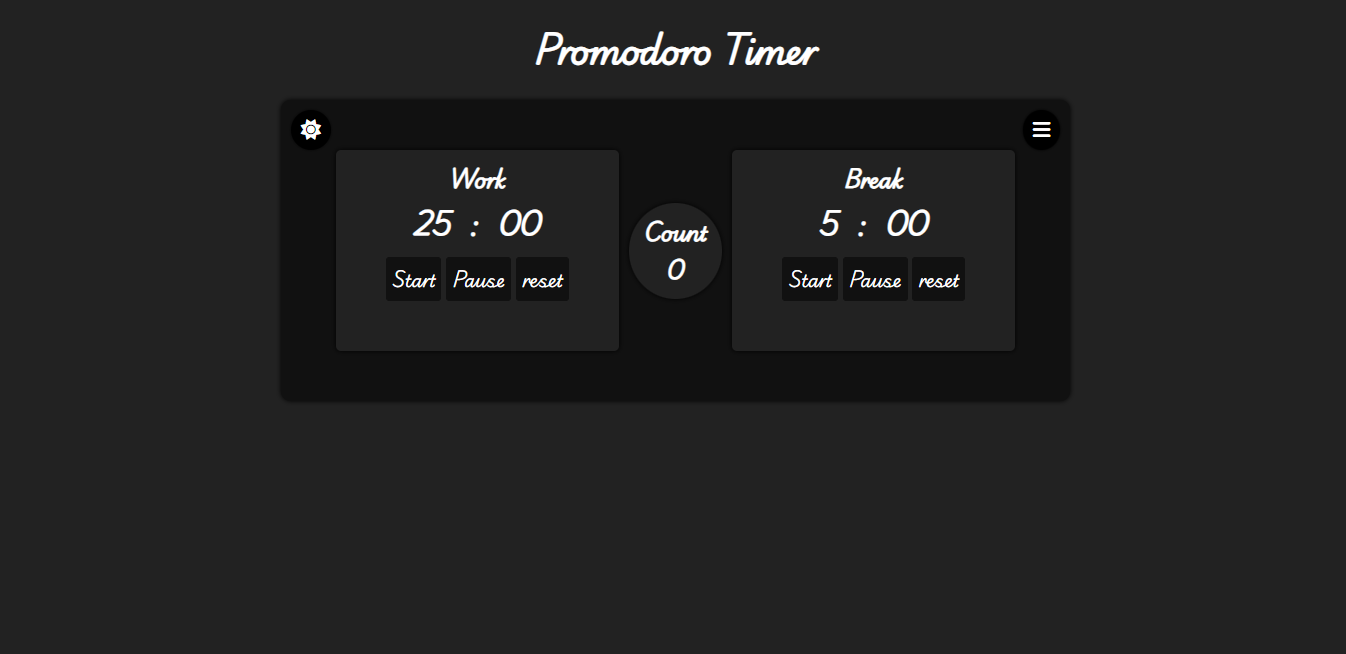 Promodoro Timer
Work
25 : 00
Start Pause reset
Count
0
Break
5 : 00
Start Pause reset